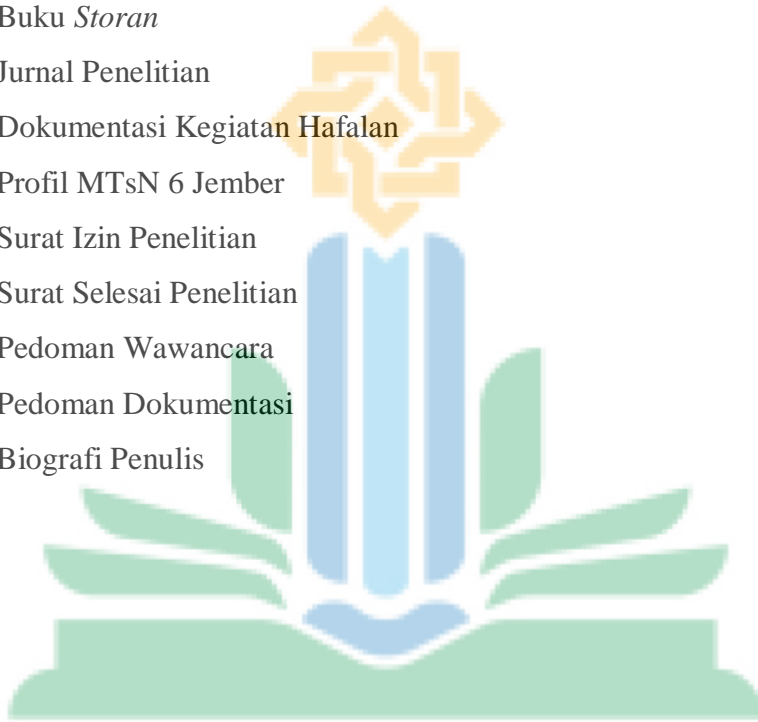 Buku Storan
Jurnal Penelitian
Dokumentasi Kegiatan Hafalan
Profil MTsN 6 Jember
Surat Izin Penelitian
Surat Selesai Penelitian
Pedoman Wawancara
Pedoman Dokumentasi
Biografi Penulis